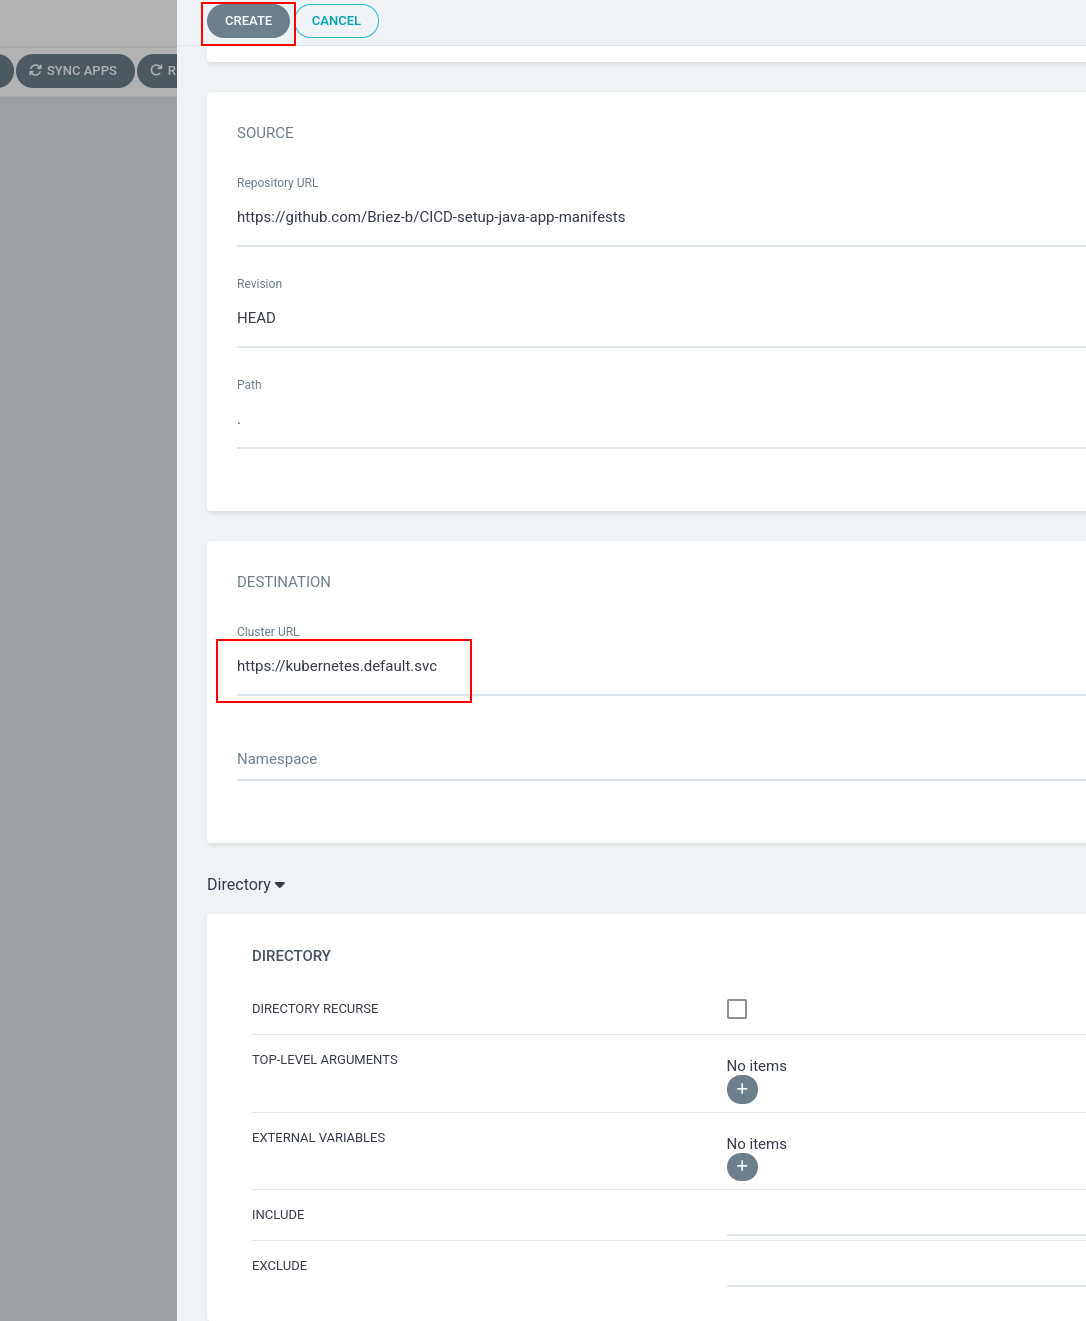 CREATE
CANCEL
SYNC APPS
R
SOURCE
Repository URL
https://github.com/Briez-b/CICD-setup-java-app-manifests
Revision
HEAD
Path
.
DESTINATION
Cluster URL
https://kubernetes.default.svc
Namespace
Directory
DIRECTORY
DIRECTORY RECURSE
TOP-LEVEL ARGUMENTS
No items
+
EXTERNAL VARIABLES
No items
+
INCLUDE
EXCLUDE